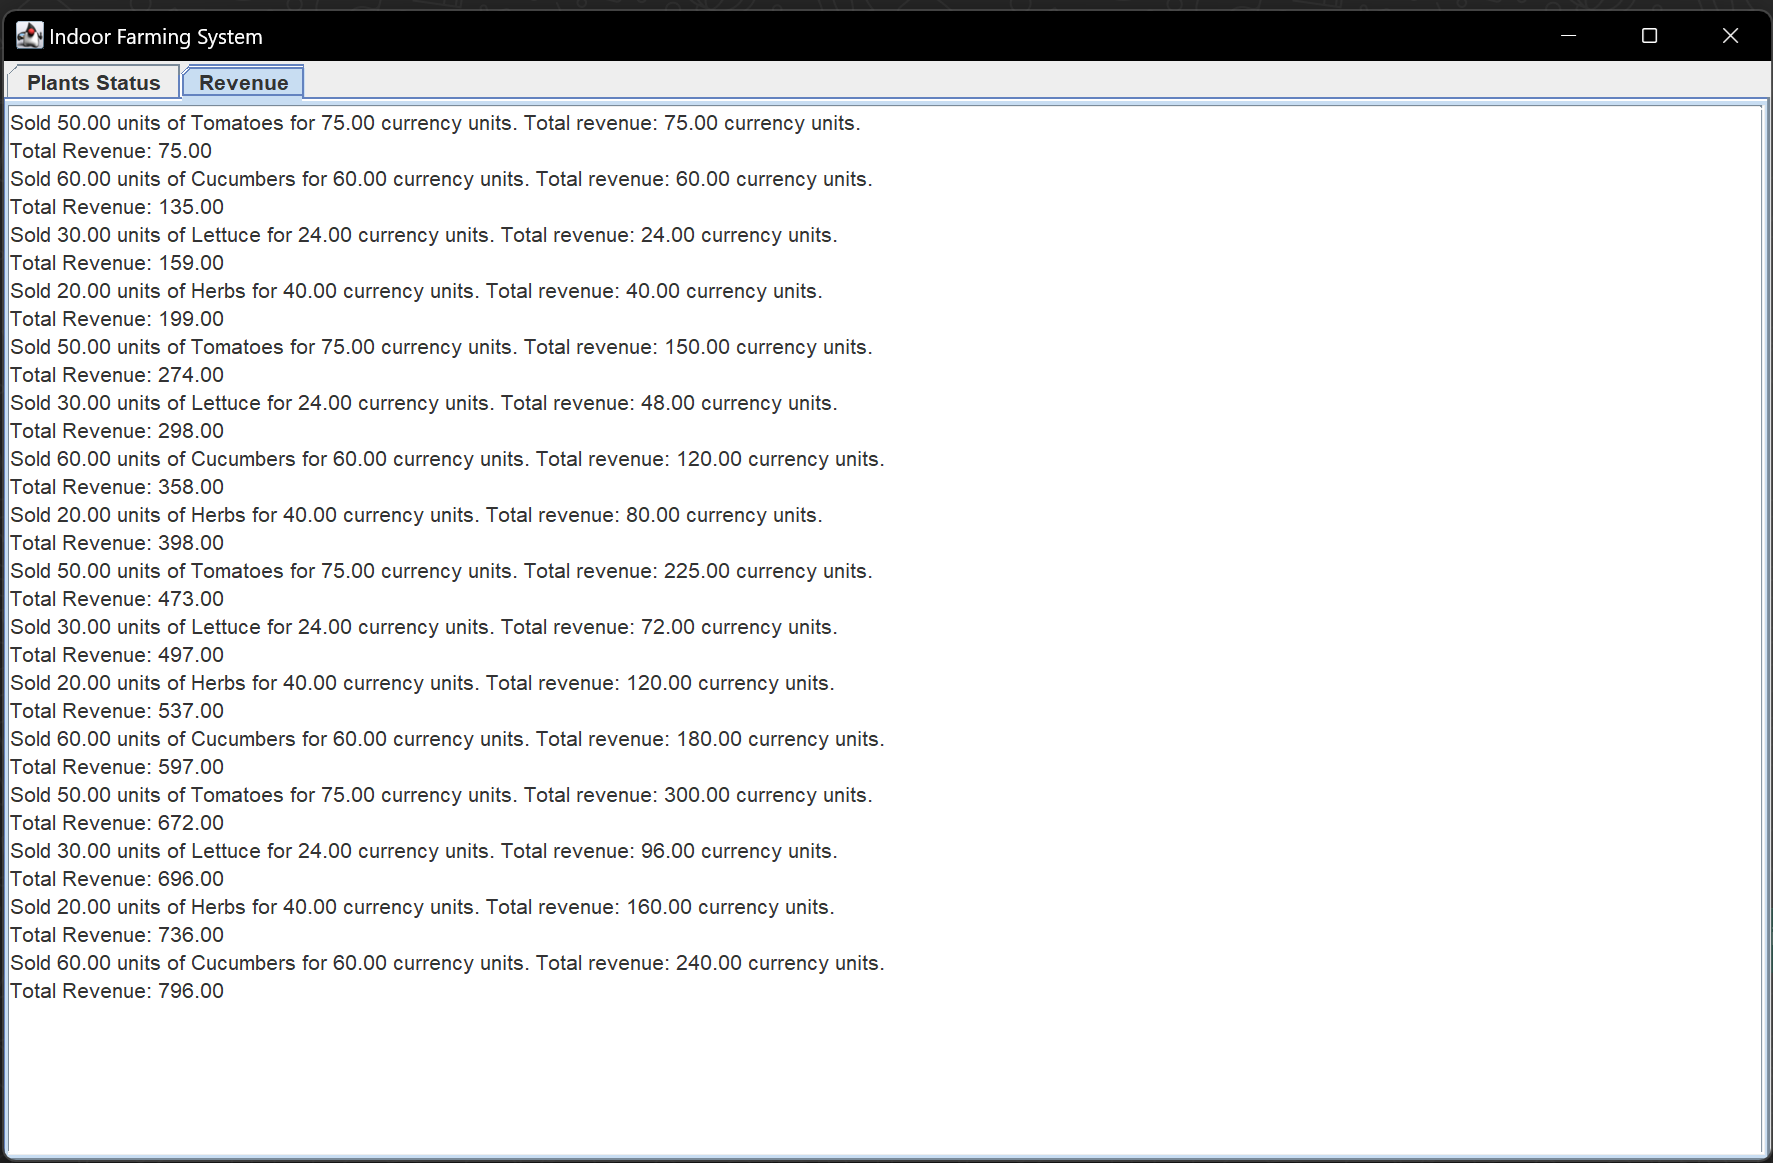 Indoor Farming System
Plants Status
Revenue
Sold 50.00 units of Tomatoes for 75.00 currency units. Total revenue: 75.00 currency units.
Total Revenue: 75.00
Sold 60.00 units of Cucumbers for 60.00 currency units. Total revenue: 60.00 currency units.
Total Revenue: 135.00
Sold 30.00 units of Lettuce for 24.00 currency units. Total revenue: 24.00 currency units.
Total Revenue: 159.00
Sold 20.00 units of Herbs for 40.00 currency units. Total revenue: 40.00 currency units.
Total Revenue: 199.00
Sold 50.00 units of Tomatoes for 75.00 currency units. Total revenue: 150.00 currency units.
Total Revenue: 274.00
Sold 30.00 units of Lettuce for 24.00 currency units. Total revenue: 48.00 currency units.
Total Revenue: 298.00
Sold 60.00 units of Cucumbers for 60.00 currency units. Total revenue: 120.00 currency units.
Total Revenue: 358.00
Sold 20.00 units of Herbs for 40.00 currency units. Total revenue: 80.00 currency units.
Total Revenue: 398.00
Sold 50.00 units of Tomatoes for 75.00 currency units. Total revenue: 225.00 currency units.
Total Revenue: 473.00
Sold 30.00 units of Lettuce for 24.00 currency units. Total revenue: 72.00 currency units.
Total Revenue: 497.00
Sold 20.00 units of Herbs for 40.00 currency units. Total revenue: 120.00 currency units.
Total Revenue: 537.00
Sold 60.00 units of Cucumbers for 60.00 currency units. Total revenue: 180.00 currency units.
Total Revenue: 597.00
Sold 50.00 units of Tomatoes for 75.00 currency units. Total revenue: 300.00 currency units.
Total Revenue: 672.00
Sold 30.00 units of Lettuce for 24.00 currency units. Total revenue: 96.00 currency units.
Total Revenue: 696.00
Sold 20.00 units of Herbs for 40.00 currency units. Total revenue: 160.00 currency units.
Total Revenue: 736.00
Sold 60.00 units of Cucumbers for 60.00 currency units. Total revenue: 240.00 currency units.
Total Revenue: 796.00